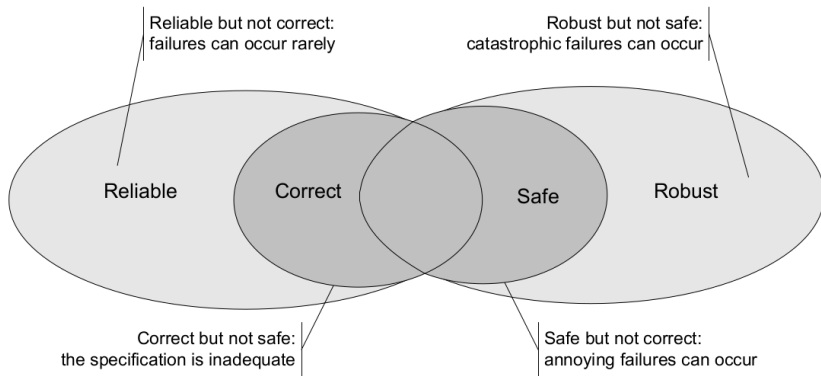 Reliable but not correct:
failures can occur rarely
Robust but not safe:
catastrophic failures can occur
Reliable
Correct
Safe
Robust
Correct but not safe:
the specification is inadequate
Safe but not correct:
annoying failures can occur